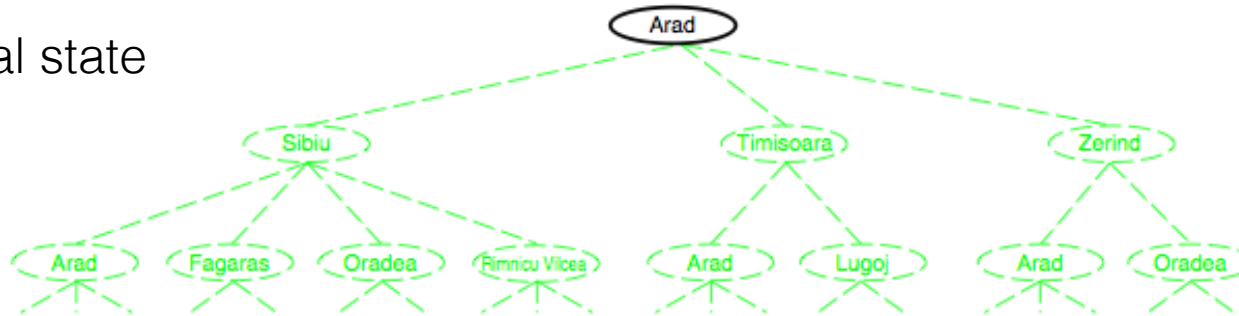 Arad
al state
Sibiu Timisoara Zerind
Arad Fagaras Oradea Rimnicu Vilcea Arad Lugoj Arad Oradea